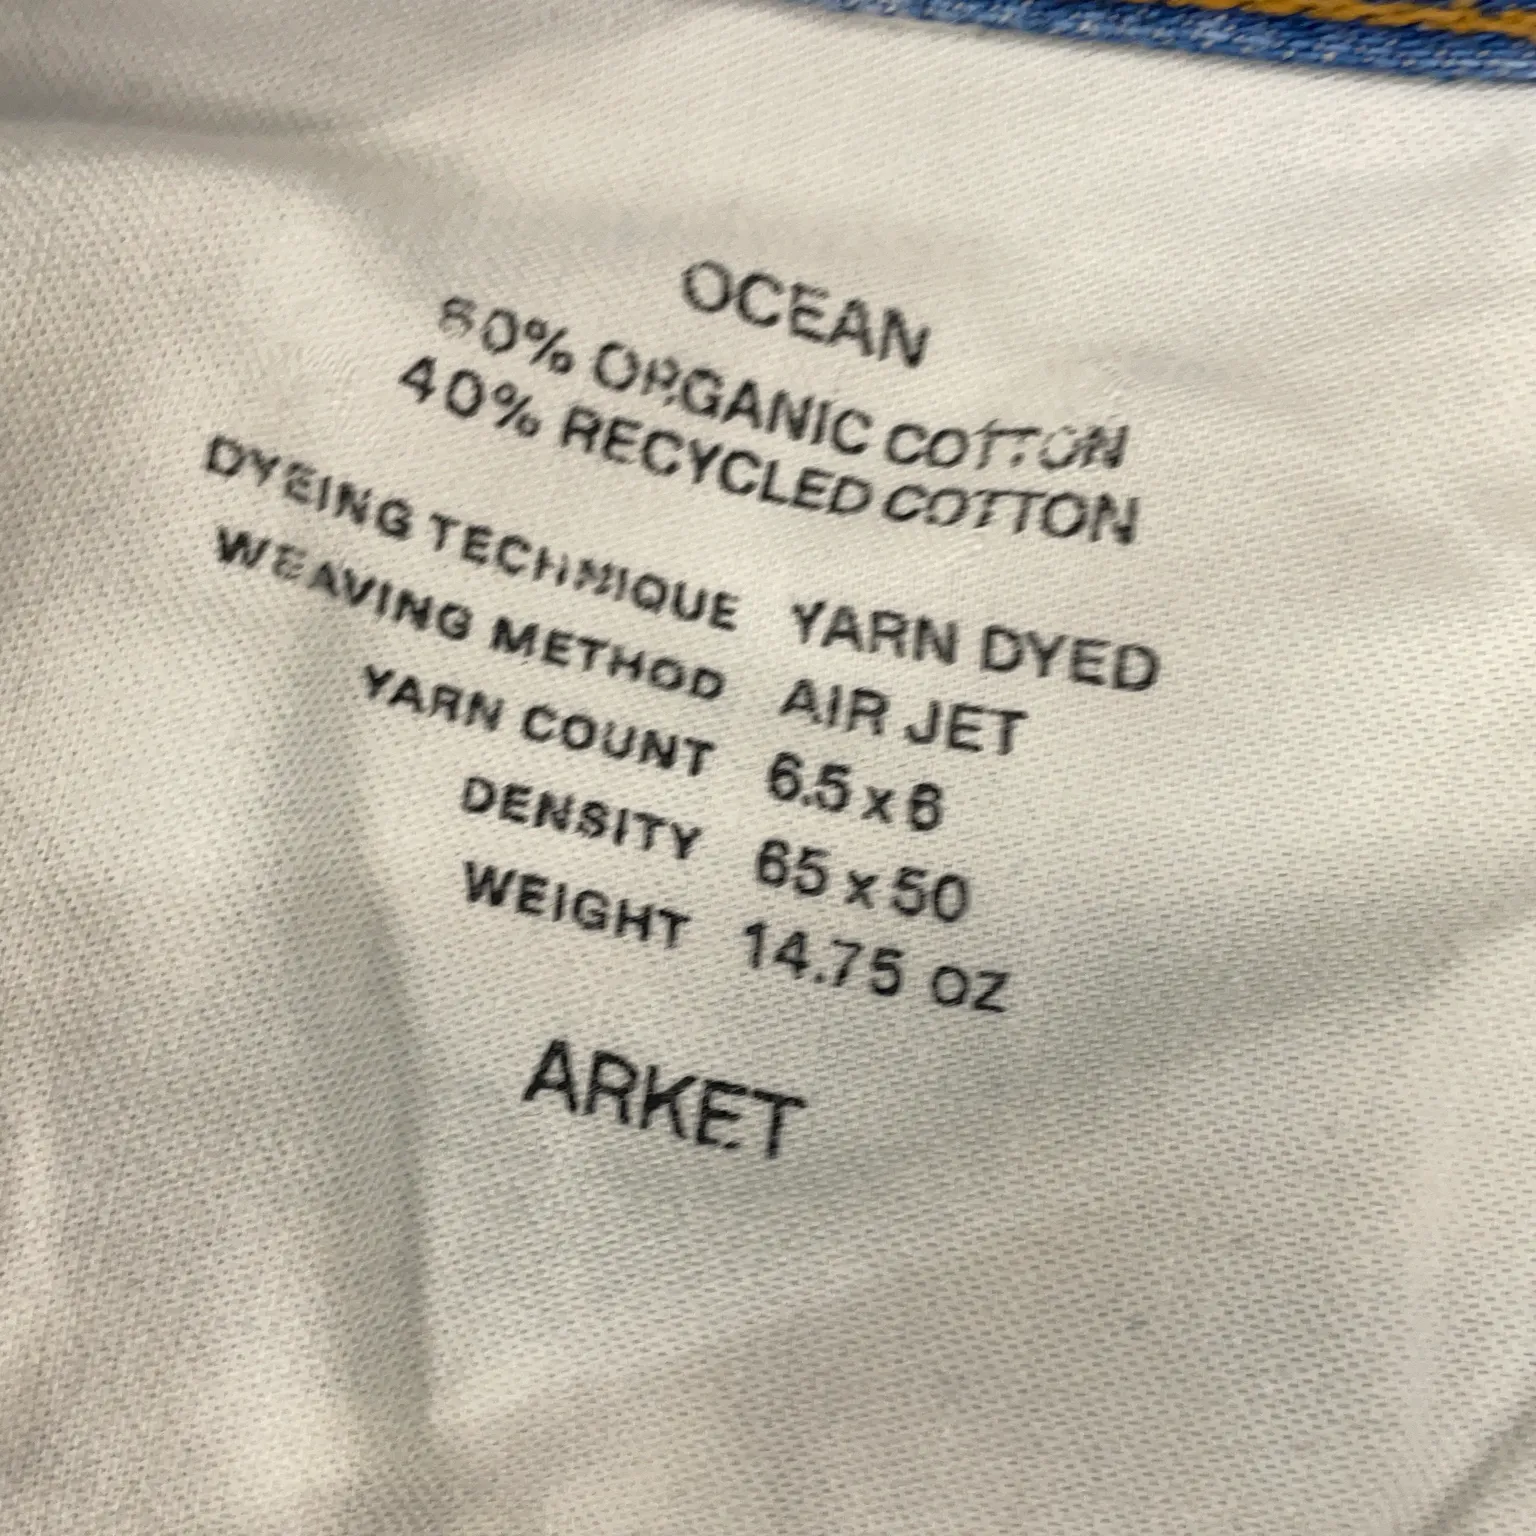 OCEAN
60% ORGANIC COTTON
40% RECYCLED COTTON
DYEING TECHNIQUE YARN DYED
WEAVING METHOD AIR JET
YARN COUNT 6.5 x 6
DENSITY 65 x 50
WEIGHT 14.75 OZ
ARKET